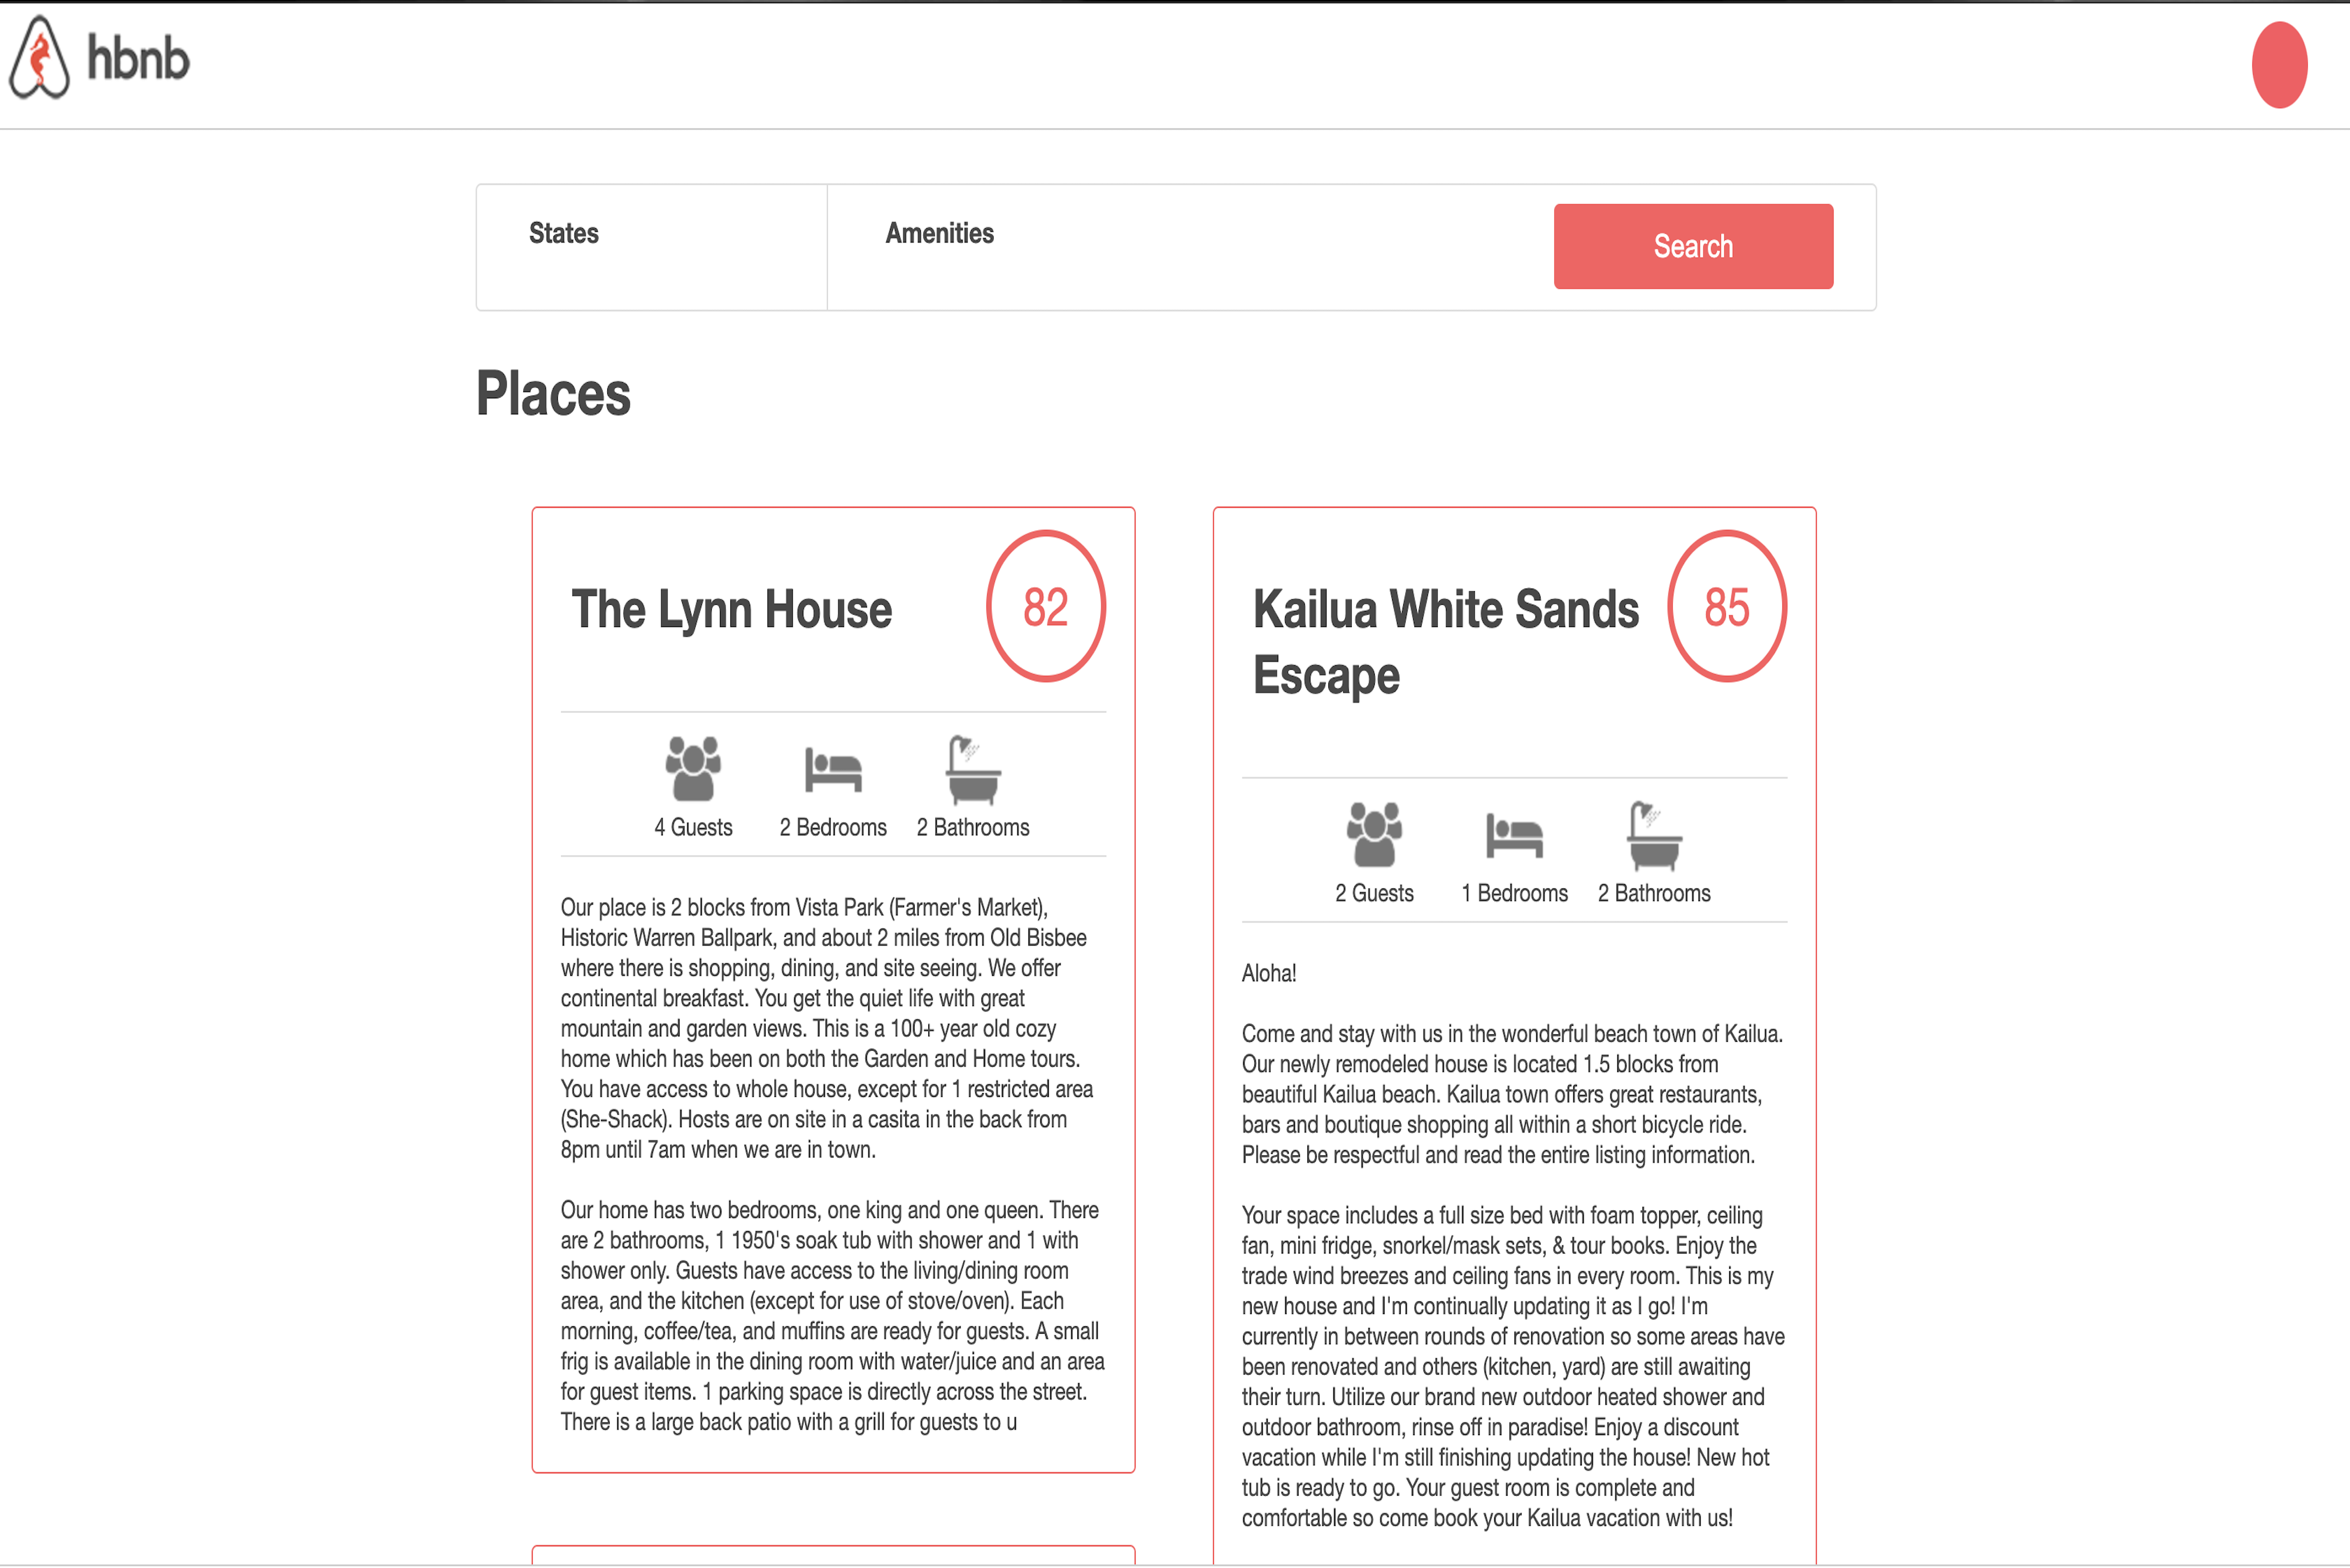 hbnb
States
Amenities
Search
Places
The Lynn House
82
4 Guests
2 Bedrooms
2 Bathrooms
Our place is 2 blocks from Vista Park (Farmer's Market),
Historic Warren Ballpark, and about 2 miles from Old Bisbee
where there is shopping, dining, and site seeing. We offer
continental breakfast. You get the quiet life with great
mountain and garden views. This is a 100+ year old cozy
home which has been on both the Garden and Home tours.
You have access to whole house, except for 1 restricted area
(She-Shack). Hosts are on site in a casita in the back from
8pm until 7am when we are in town.
Our home has two bedrooms, one king and one queen. There
are 2 bathrooms, 1 1950's soak tub with shower and 1 with
shower only. Guests have access to the living/dining room
area, and the kitchen (except for use of stove/oven). Each
morning, coffee/tea, and muffins are ready for guests. A small
frig is available in the dining room with water/juice and an area
for guest items. 1 parking space is directly across the street.
There is a large back patio with a grill for guests to u
Kailua White Sands
Escape
85
2 Guests
1 Bedrooms
2 Bathrooms
Aloha!
Come and stay with us in the wonderful beach town of Kailua.
Our newly remodeled house is located 1.5 blocks from
beautiful Kailua beach. Kailua town offers great restaurants,
bars and boutique shopping all within a short bicycle ride.
Please be respectful and read the entire listing information.
Your space includes a full size bed with foam topper, ceiling
fan, mini fridge, snorkel/mask sets, & tour books. Enjoy the
trade wind breezes and ceiling fans in every room. This is my
new house and I'm continually updating it as I go! I'm
currently in between rounds of renovation so some areas have
been renovated and others (kitchen, yard) are still awaiting
their turn. Utilize our brand new outdoor heated shower and
outdoor bathroom, rinse off in paradise! Enjoy a discount
vacation while I'm still finishing updating the house! New hot
tub is ready to go. Your guest room is complete and
comfortable so come book your Kailua vacation with us!